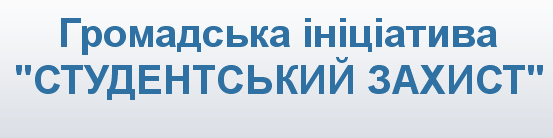 Громадська ініціатива
"СТУДЕНТСЬКИЙ ЗАХИСТ"